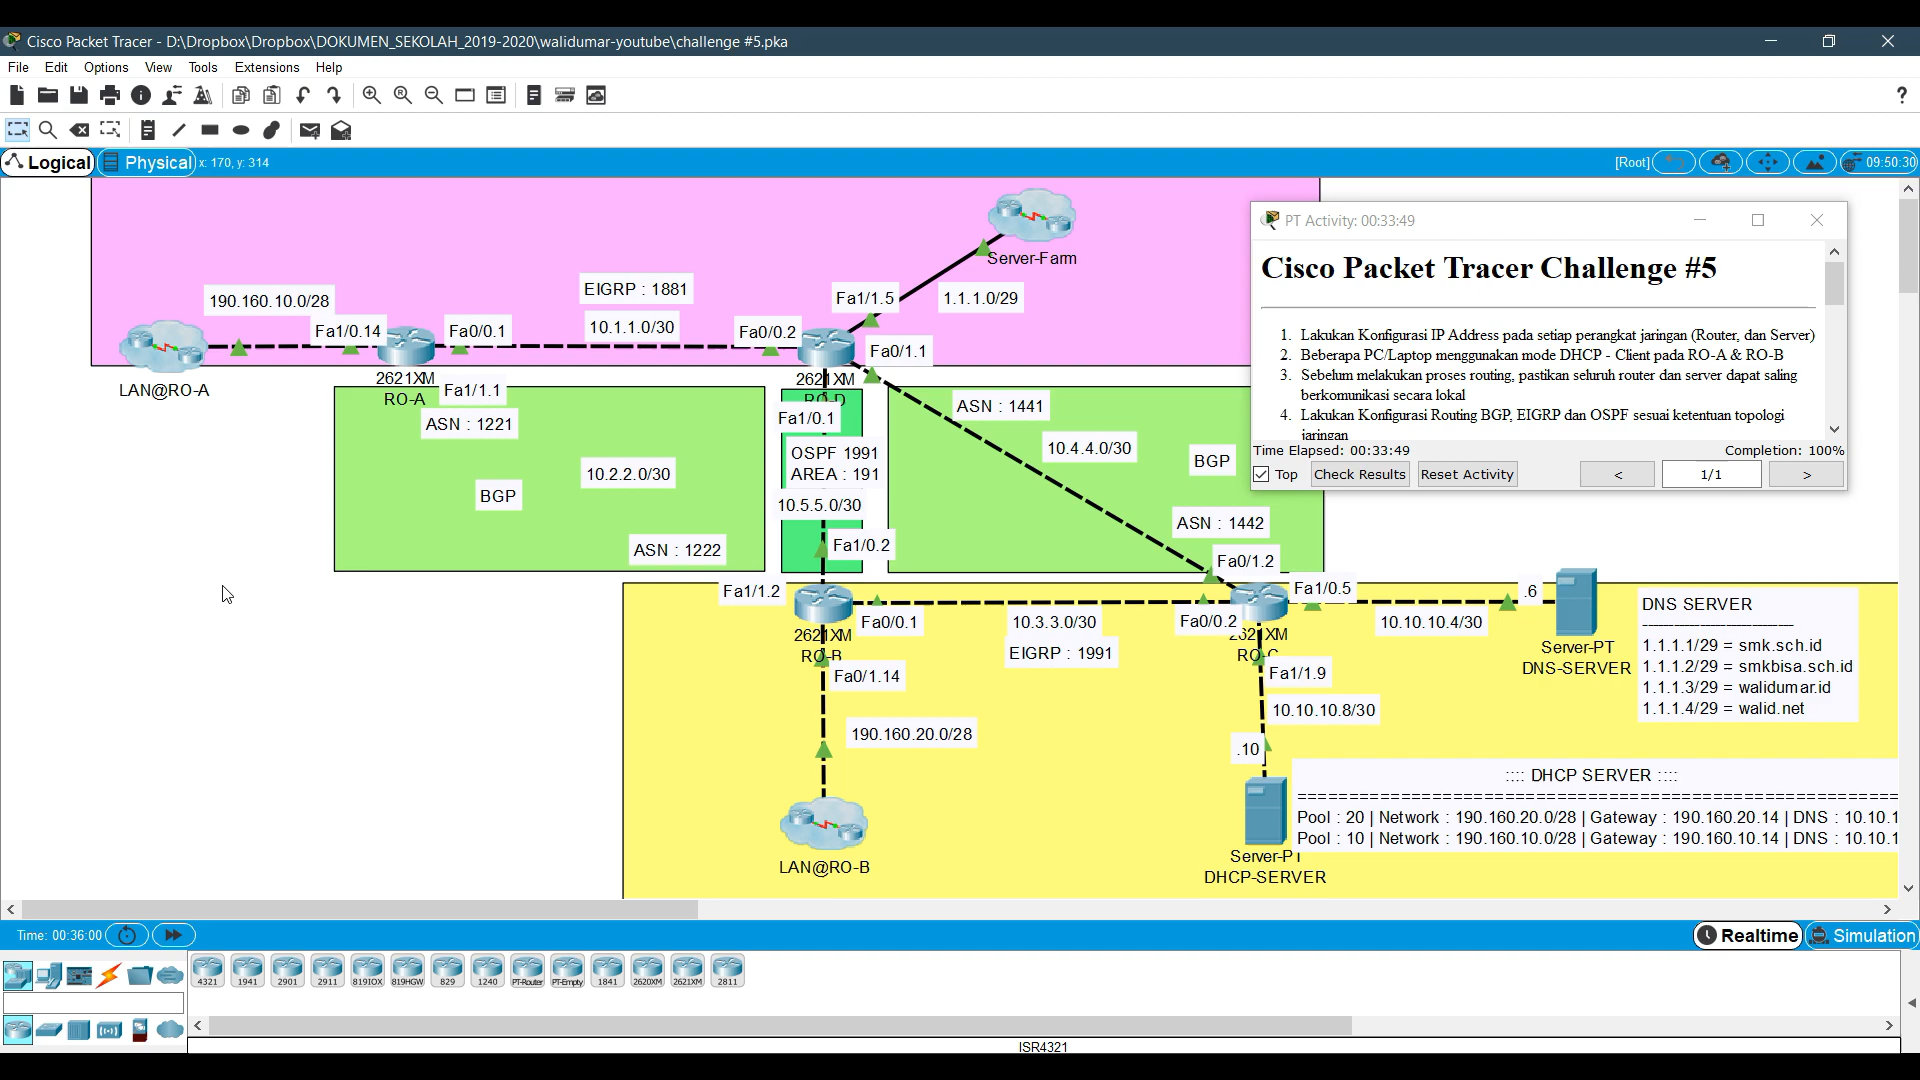 Cisco Packet Tracer - D:\Dropbox\Dropbox\DOKUMEN_SEKOLAH_2019-2020\walidumar-youtube\challenge #5.pka
File Edit Options View Tools Extensions Help
?
Logical
Physical
x: 170, y: 314
[Root]
09:50:30
Server-Farm
190.160.10.0/28
EIGRP : 1881
Fa1/1.5
1.1.1.0/29
Fa1/0.14
Fa0/0.1
10.1.1.0/30
Fa0/0.2
Fa0/1.1
LAN@RO-A
2621XM
RO-A
Fa1/1.1
2621XM
RO-D
ASN : 1221
Fa1/0.1
ASN : 1441
10.2.2.0/30
OSPF 1991
AREA : 191
10.4.4.0/30
BGP
BGP
10.5.5.0/30
ASN : 1442
ASN : 1222
Fa1/0.2
Fa0/1.2
Fa1/1.2
Fa1/0.5
.6
2621XM
RO-B
Fa0/0.1
10.3.3.0/30
Fa0/0.2
2621XM
RO-C
10.10.10.4/30
EIGRP : 1991
Server-PT
DNS-SERVER
Fa0/1.14
Fa1/1.9
190.160.20.0/28
10.10.10.8/30
.10
LAN@RO-B
Server-PT
DHCP-SERVER
DNS SERVER
1.1.1.1/29 = smk.sch.id
1.1.1.2/29 = smkbisa.sch.id
1.1.1.3/29 = walidumar.id
1.1.1.4/29 = walid.net
:::: DHCP SERVER ::::
Pool : 20 | Network : 190.160.20.0/28 | Gateway : 190.160.20.14 | DNS : 10.10.1
Pool : 10 | Network : 190.160.10.0/28 | Gateway : 190.160.10.14 | DNS : 10.10.1
PT Activity: 00:33:49
Cisco Packet Tracer Challenge #5
1. Lakukan Konfigurasi IP Address pada setiap perangkat jaringan (Router, dan Server)
2. Beberapa PC/Laptop menggunakan mode DHCP - Client pada RO-A & RO-B
3. Sebelum melakukan proses routing, pastikan seluruh router dan server dapat saling
berkomunikasi secara lokal
4. Lakukan Konfigurasi Routing BGP, EIGRP dan OSPF sesuai ketentuan topologi
jaringan
Time Elapsed: 00:33:49
Completion: 100%
Top
Check Results
Reset Activity
<
1/1
>
Time: 00:36:00
Realtime
Simulation
4321
1941
2901
2911
819IOX
819HGW
829
1240
PT-Router
PT-Empty
1841
2620XM
2621XM
2811
ISR4321